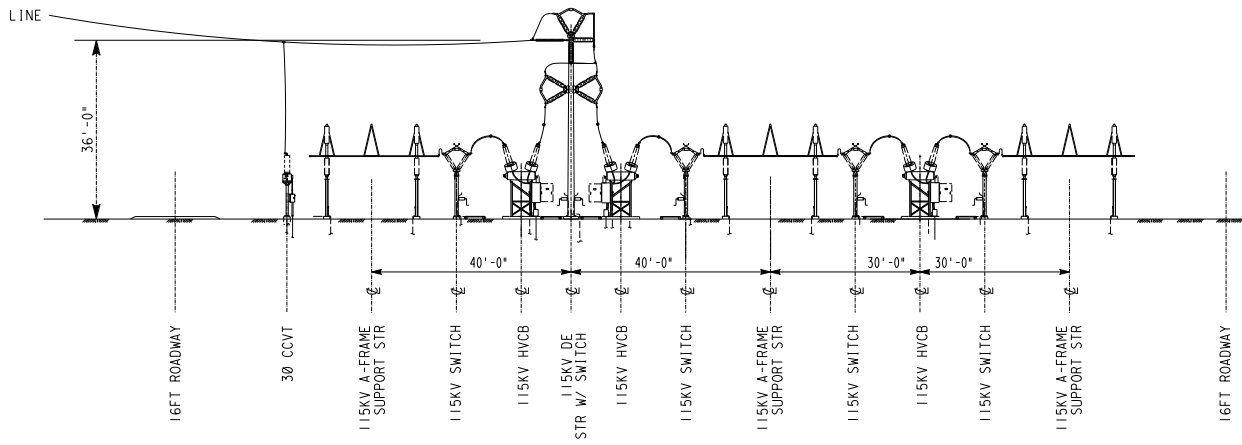 LINE
36'-0"
40'-0"
40'-0"
30'-0"
30'-0"
℄
℄
℄
℄
℄
℄
℄
℄
℄
℄
℄
16FT ROADWAY
30 CCVT
115KV A-FRAME
SUPPORT STR
115KV SWITCH
115KV HVCB
115KV DE
STR W/ SWITCH
115KV HVCB
115KV SWITCH
115KV A-FRAME
SUPPORT STR
115KV SWITCH
115KV HVCB
115KV SWITCH
115KV A-FRAME
SUPPORT STR
16FT ROADWAY